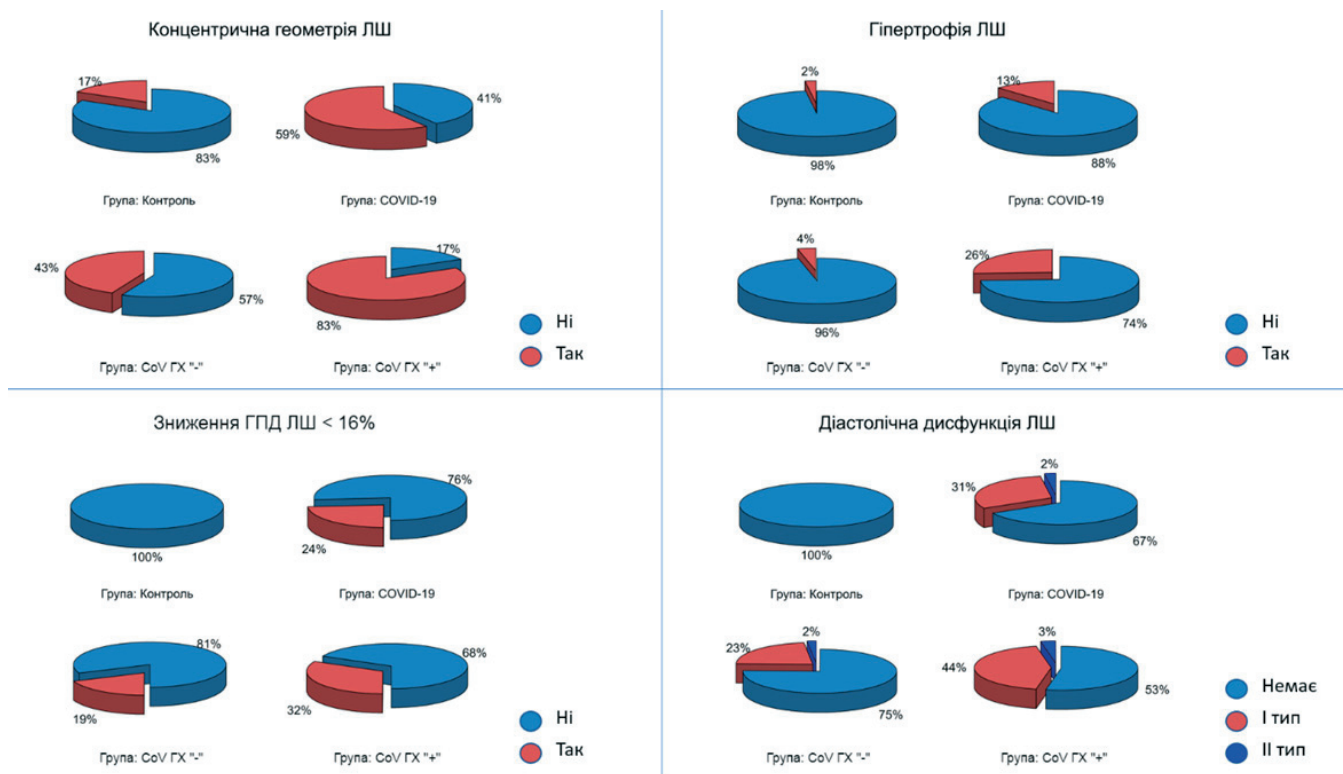 Концентрична геометрія ЛШ
17%
83%
Група: Контроль
41%
59%
Група: COVID-19
43%
57%
Група: CoV ГХ "-"
17%
83%
Група: CoV ГХ "+"
Ні
Так
Гіпертрофія ЛШ
2%
98%
Група: Контроль
13%
88%
Група: COVID-19
4%
96%
Група: CoV ГХ "-"
26%
74%
Група: CoV ГХ "+"
Ні
Так
Зниження ГПД ЛШ < 16%
100%
Група: Контроль
76%
24%
Група: COVID-19
81%
19%
Група: CoV ГХ "-"
68%
32%
Група: CoV ГХ "+"
Ні
Так
Діастолічна дисфункція ЛШ
100%
Група: Контроль
2%
31%
67%
Група: COVID-19
2%
23%
75%
Група: CoV ГХ "-"
3%
44%
53%
Група: CoV ГХ "+"
Немає
I тип
II тип